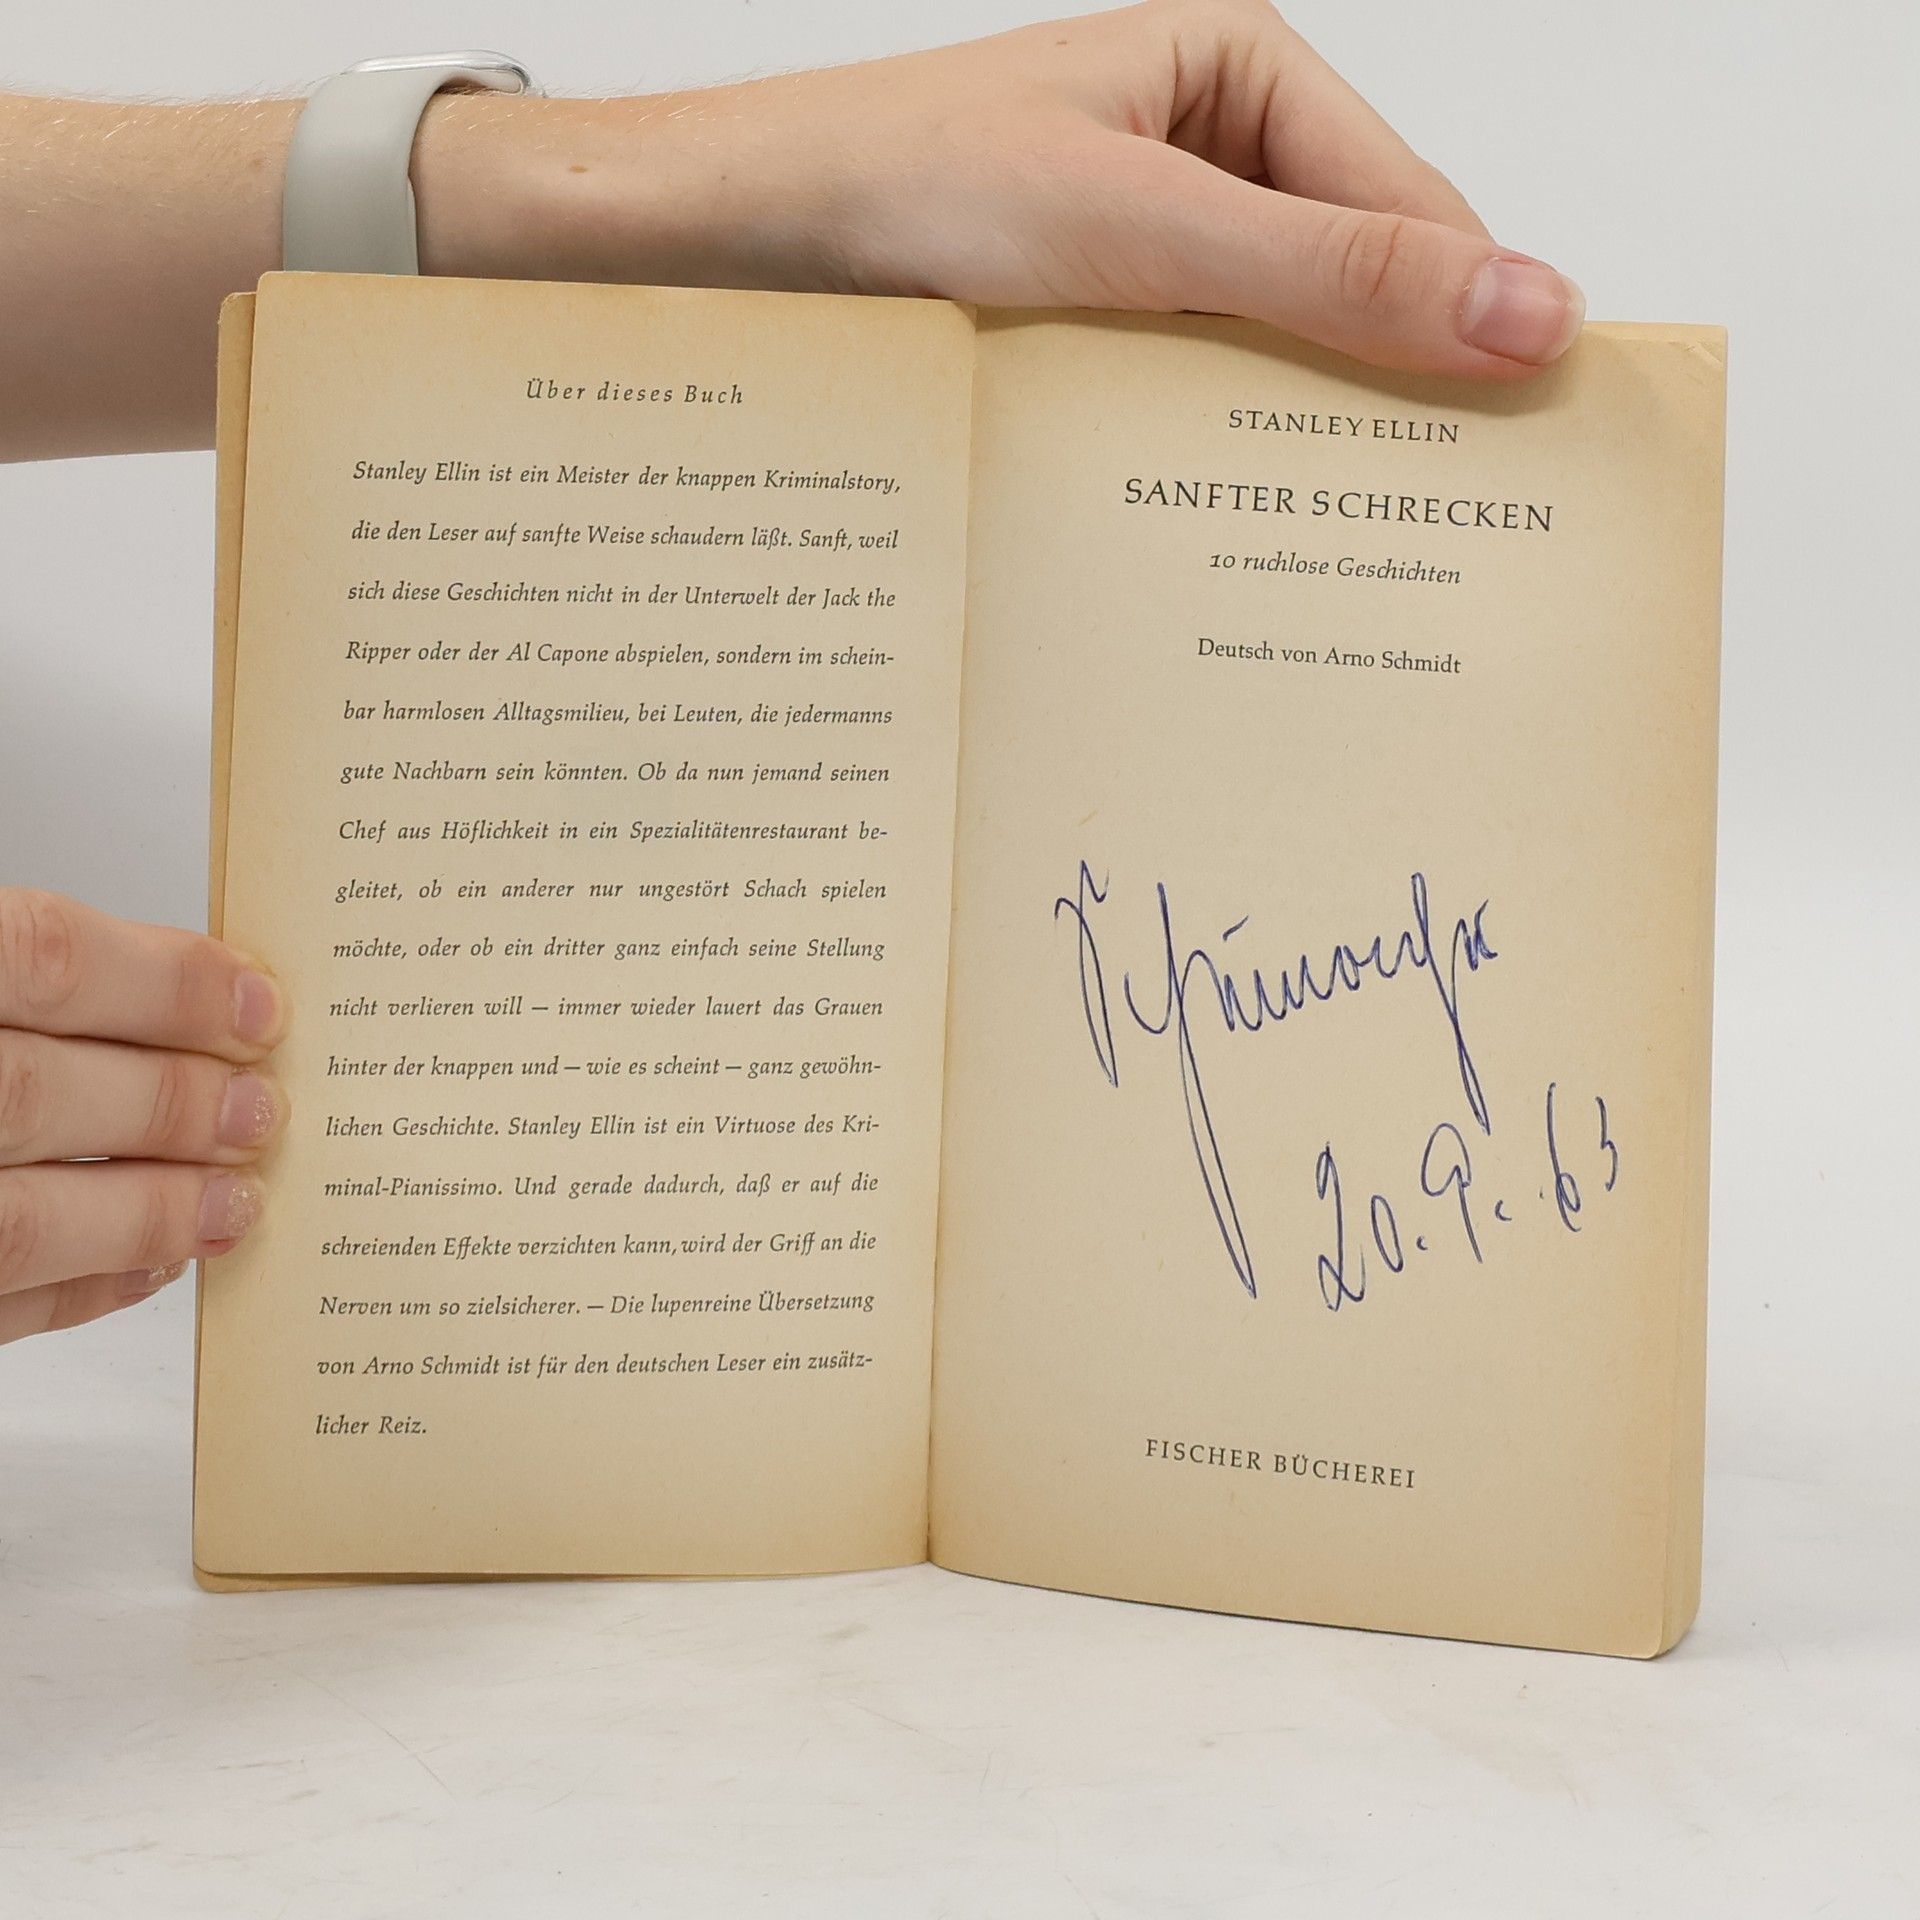 Über dieses Buch
Stanley Ellin ist ein Meister der knappen Kriminalstory,
die den Leser auf sanfte Weise schaudern läßt. Sanft, weil
sich diese Geschichten nicht in der Unterwelt der Jack the
Ripper oder der Al Capone abspielen, sondern im schein-
bar harmlosen Alltagsmilieu, bei Leuten, die jedermanns
gute Nachbarn sein könnten. Ob da nun jemand seinen
Chef aus Höflichkeit in ein Spezialitätenrestaurant be-
gleitet, ob ein anderer nur ungestört Schach spielen
möchte, oder ob ein dritter ganz einfach seine Stellung
nicht verlieren will — immer wieder lauert das Grauen
hinter der knappen und — wie es scheint — ganz gewöhn-
lichen Geschichte. Stanley Ellin ist ein Virtuose des Kri-
minal-Pianissimo. Und gerade dadurch, daß er auf die
schreienden Effekte verzichten kann, wird der Griff an die
Nerven um so zielsicherer. — Die lupenreine Übersetzung
von Arno Schmidt ist für den deutschen Leser ein zusätz-
licher Reiz.
STANLEY ELLIN
SANFTER SCHRECKEN
10 ruchlose Geschichten
Deutsch von Arno Schmidt
20.9.63
FISCHER BÜCHEREI